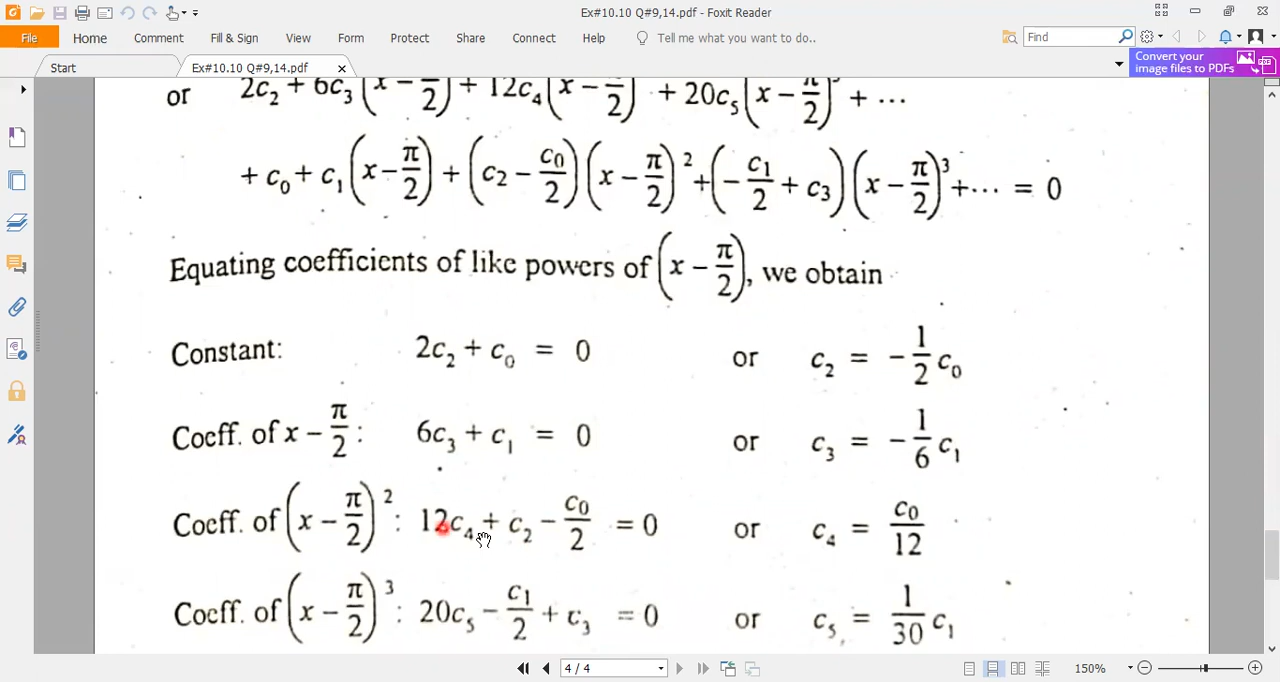 Ex#10.10 Q#9,14.pdf - Foxit Reader
File Home Comment Fill & Sign View Form Protect Share Connect Help Tell me what you want to do.. Find
Start Ex#10.10 Q#9,14.pdf
Convert your
image files to PDFs
or 2c₂ + 6c₃(x − π/2) + 12c₄(x − π/2) + 20c₅(x − π/2)³ + ...
+ c₀ + c₁(x − π/2) + (c₂ − c₀/2)(x − π/2)² + (−c₁/2 + c₃)(x − π/2)³ + ... = 0
Equating coefficients of like powers of (x − π/2), we obtain
Constant: 2c₂ + c₀ = 0 or c₂ = −1/2 c₀
Coeff. of x − π/2: 6c₃ + c₁ = 0 or c₃ = −1/6 c₁
Coeff. of (x − π/2)²: 12c₄ + c₂ − c₀/2 = 0 or c₄ = c₀/12
Coeff. of (x − π/2)³: 20c₅ − c₁/2 + c₃ = 0 or c₅ = 1/30 c₁
4 / 4 150%